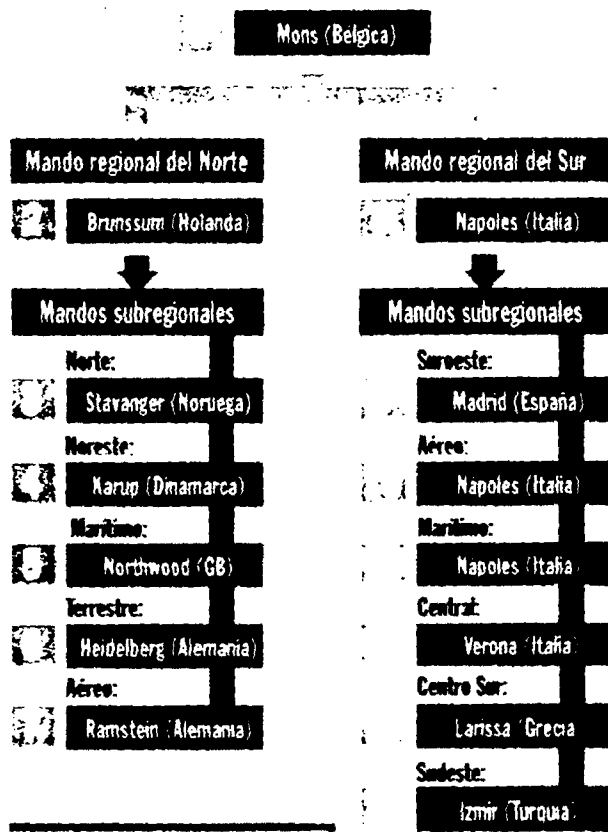 Mons (Bélgica)
Mando regional del Norte
Brunssum (Holanda)
Mandos subregionales
Norte:
Stavanger (Noruega)
Noreste:
Karup (Dinamarca)
Marítimo:
Northwood (GB)
Terrestre:
Heidelberg (Alemania)
Aéreo:
Ramstein (Alemania)
Mando regional del Sur
Napoles (Italia)
Mandos subregionales
Suroeste:
Madrid (España)
Aéreo:
Nápoles (Italia)
Marítimo:
Nápoles (Italia)
Central:
Verona (Italia)
Centro Sur:
Larissa (Grecia
Sudeste:
Izmir (Turquía)